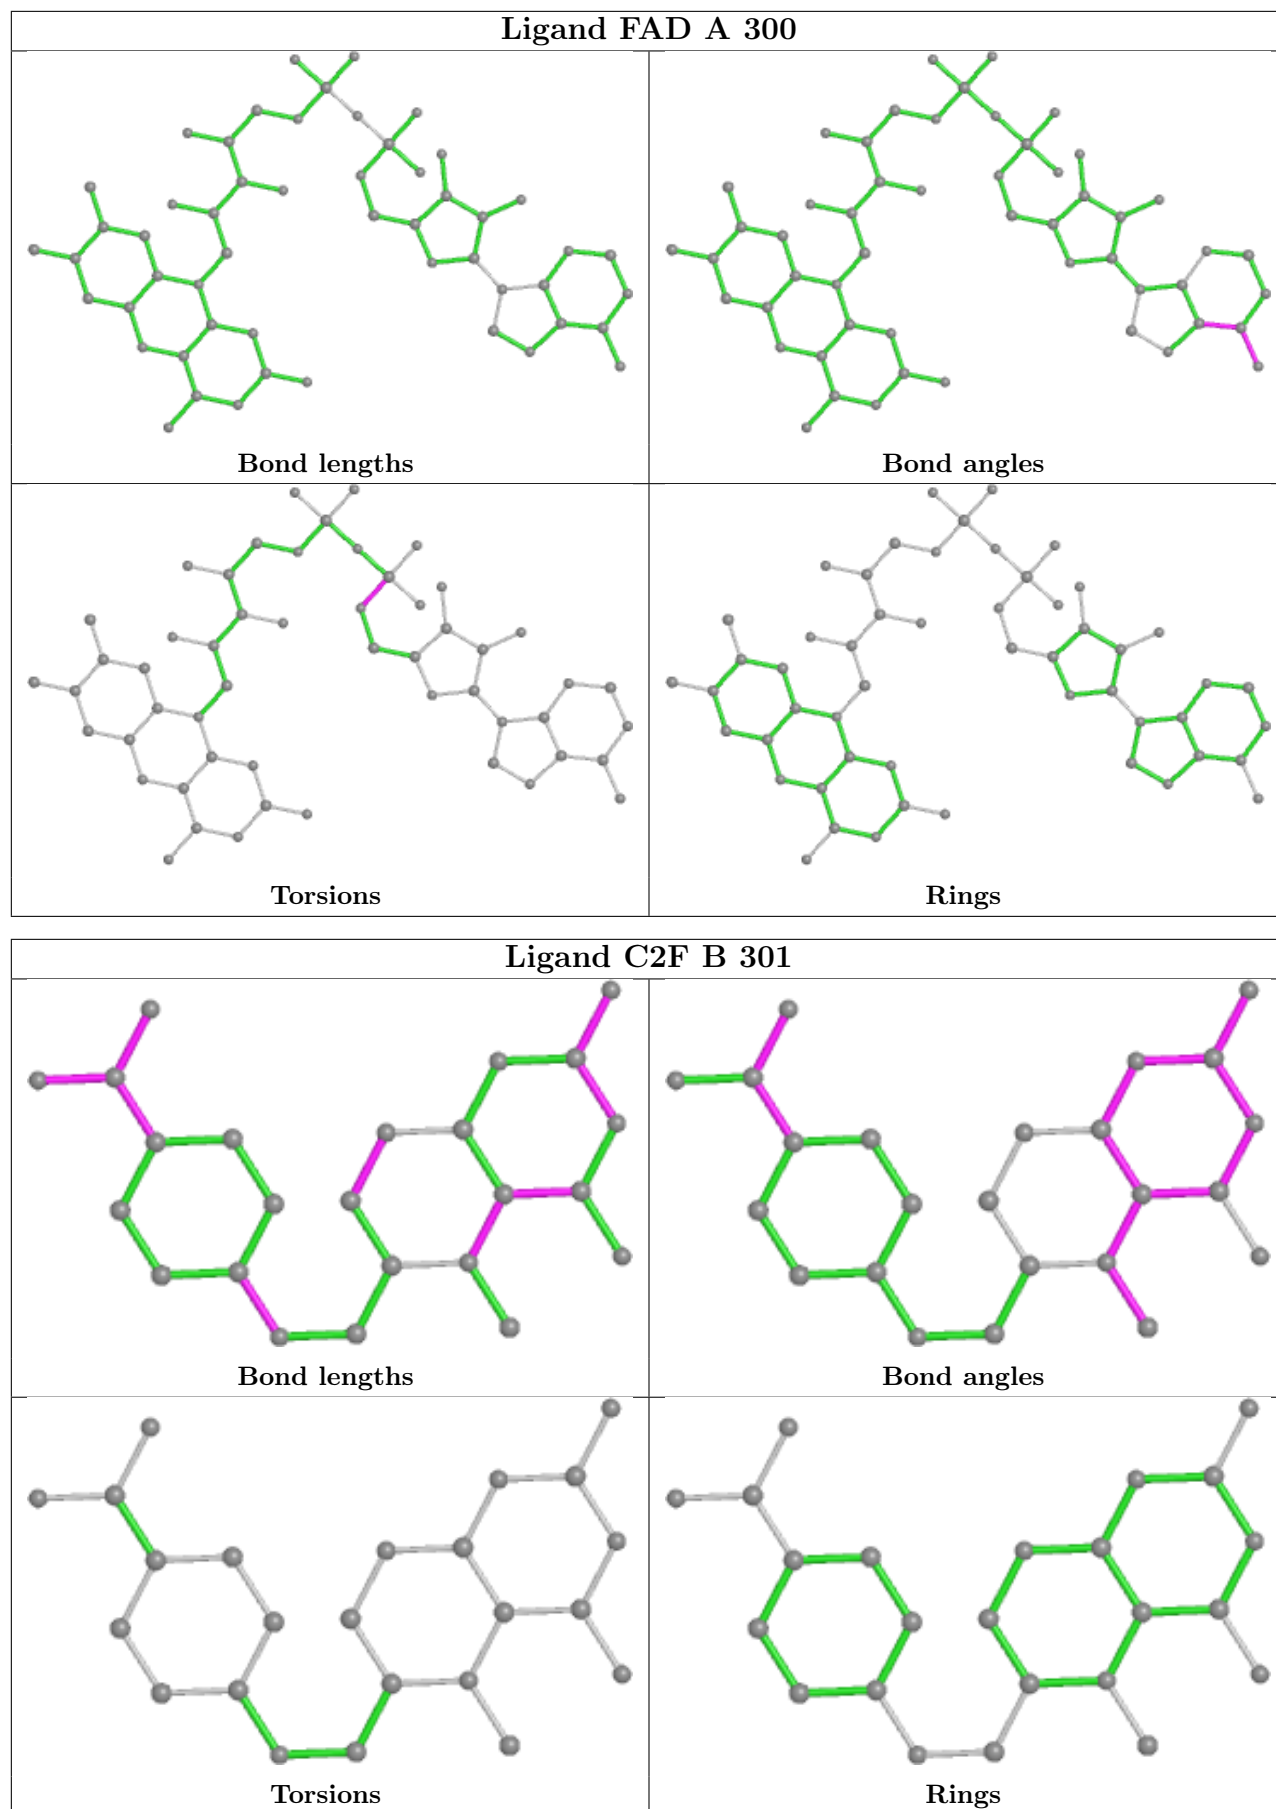 Ligand FAD A 300
Bond lengths
Bond angles
Torsions
Rings
Ligand C2F B 301
Bond lengths
Bond angles
Torsions
Rings